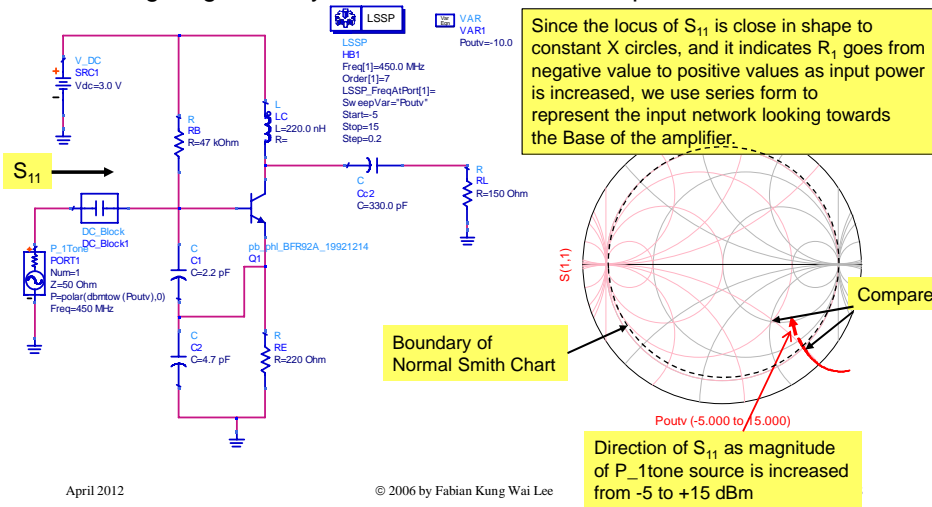 LSSP
Var
Eqn
VAR
VAR1
Poutv=-10.0
LSSP
HB1
Freq[1]=450.0 MHz
Order[1]=7
LSSP_FreqAtPort[1]=
SweepVar="Poutv"
Start=-5
Stop=15
Step=0.2
Since the locus of S11 is close in shape to
constant X circles, and it indicates R1 goes from
negative value to positive values as input power
is increased, we use series form to
represent the input network looking towards
the Base of the amplifier.
V_DC
SRC1
Vdc=3.0 V
R
RB
R=47 kOhm
L
LC
L=220.0 nH
R=
C
Cc2
C=330.0 pF
R
RL
R=150 Ohm
S11
DC_Block
DC_Block1
P_1Tone
PORT1
Num=1
Z=50 Ohm
P=polar(dbmtow(Poutv),0)
Freq=450 MHz
pb_phl_BFR92A_19921214
Q1
C
C1
C=2.2 pF
C
C2
C=4.7 pF
R
RE
R=220 Ohm
S(1,1)
Compare
Boundary of
Normal Smith Chart
Poutv (-5.000 to 15.000)
Direction of S11 as magnitude
of P_1tone source is increased
from -5 to +15 dBm
April 2012
© 2006 by Fabian Kung Wai Lee